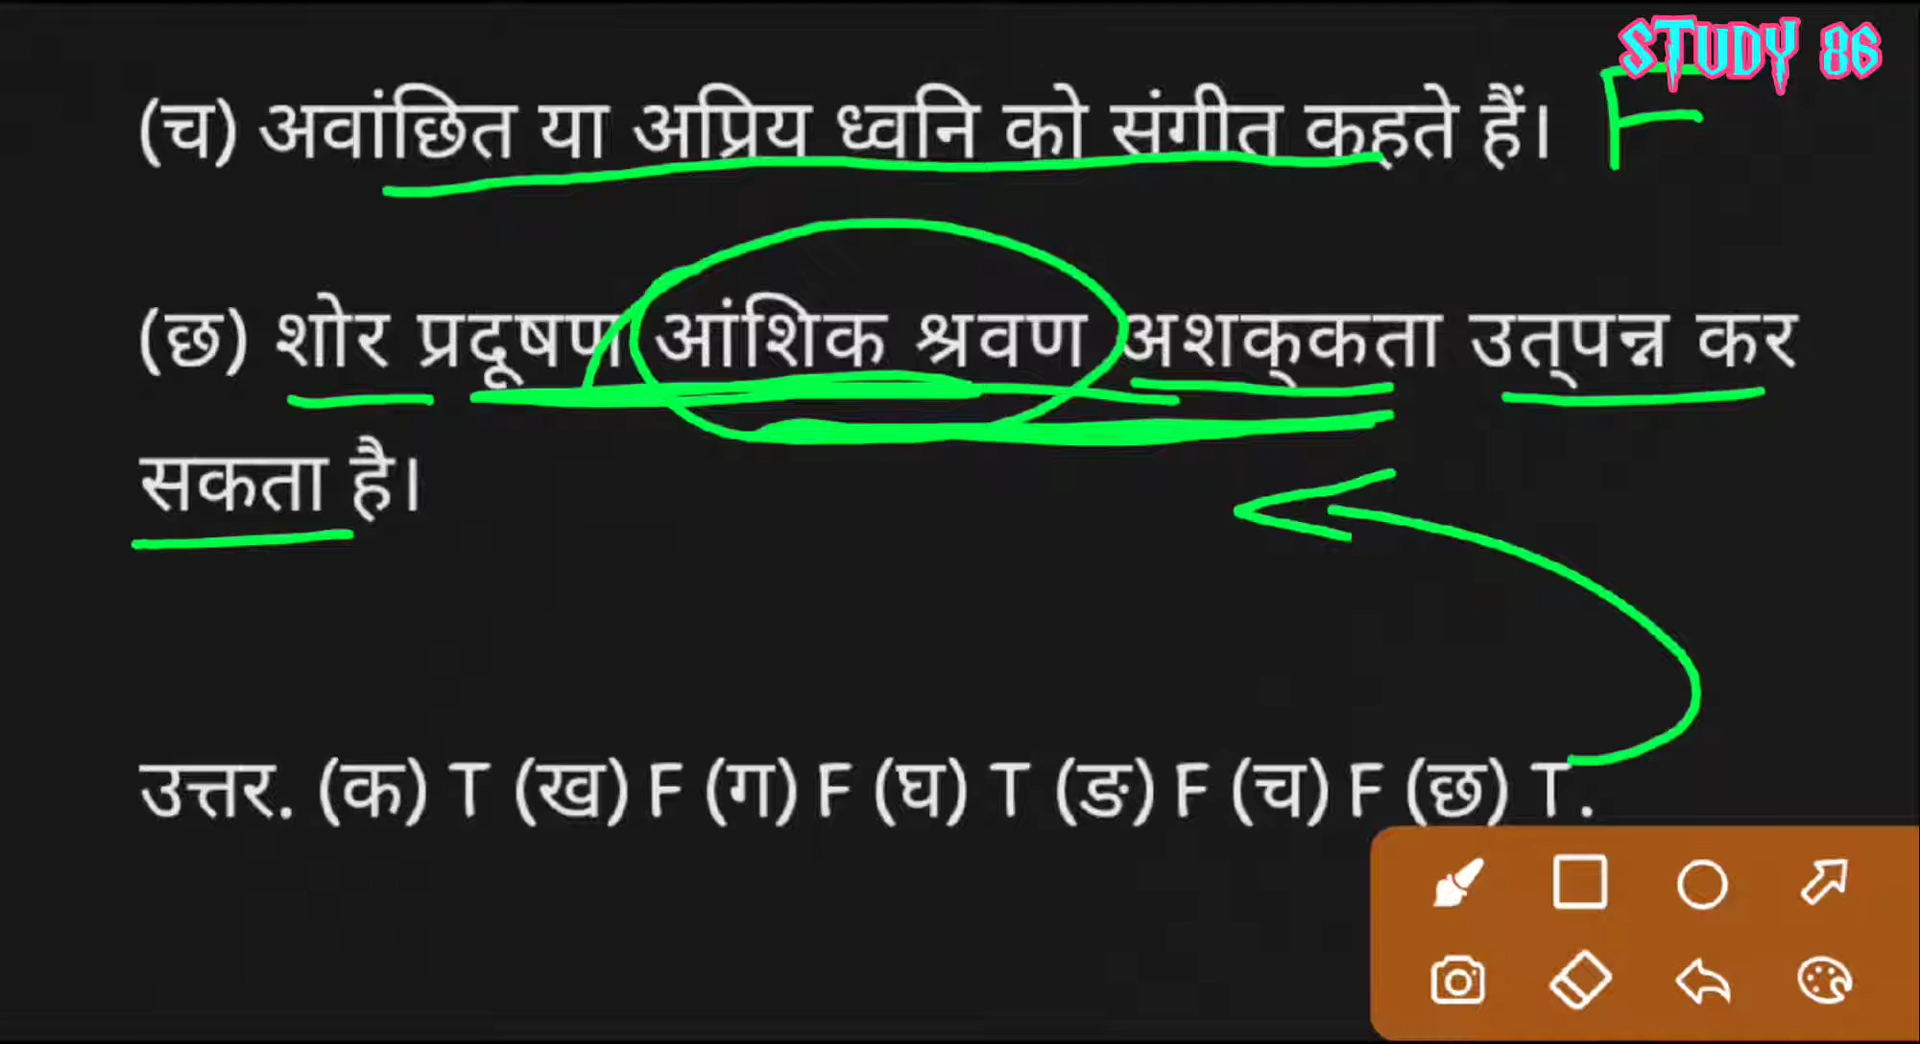 STUDY 86
(च) अवांछित या अप्रिय ध्वनि को संगीत कहते हैं। F
(छ) शोर प्रदूषण आंशिक श्रवण अशक्‌कता उत्‌पन्न कर
सकता है।
उत्तर. (क) T (ख) F (ग) F (घ) T (ङ) F (च) F (छ) T.